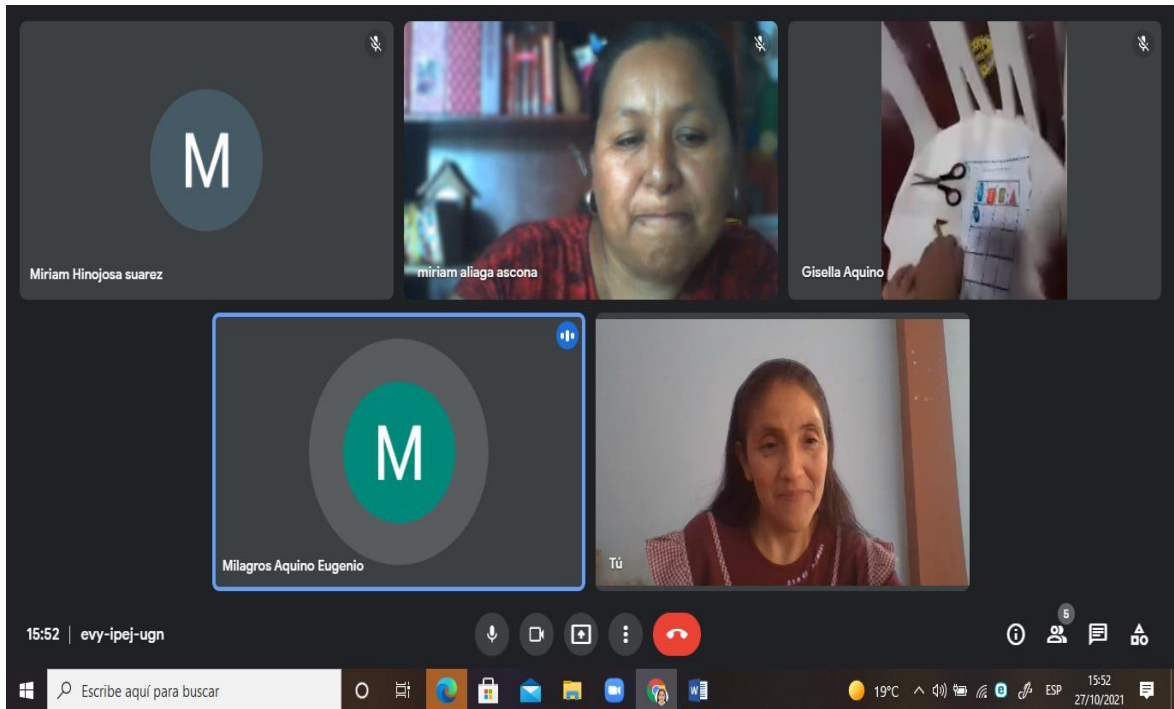 M
Miriam Hinojosa suarez
miriam aliaga ascona
Gisella Aquino
M
Milagros Aquino Eugenio
Tú
15:52 | evy-ipej-ugn
5
Escribe aquí para buscar
19°C
ESP
15:52
27/10/2021